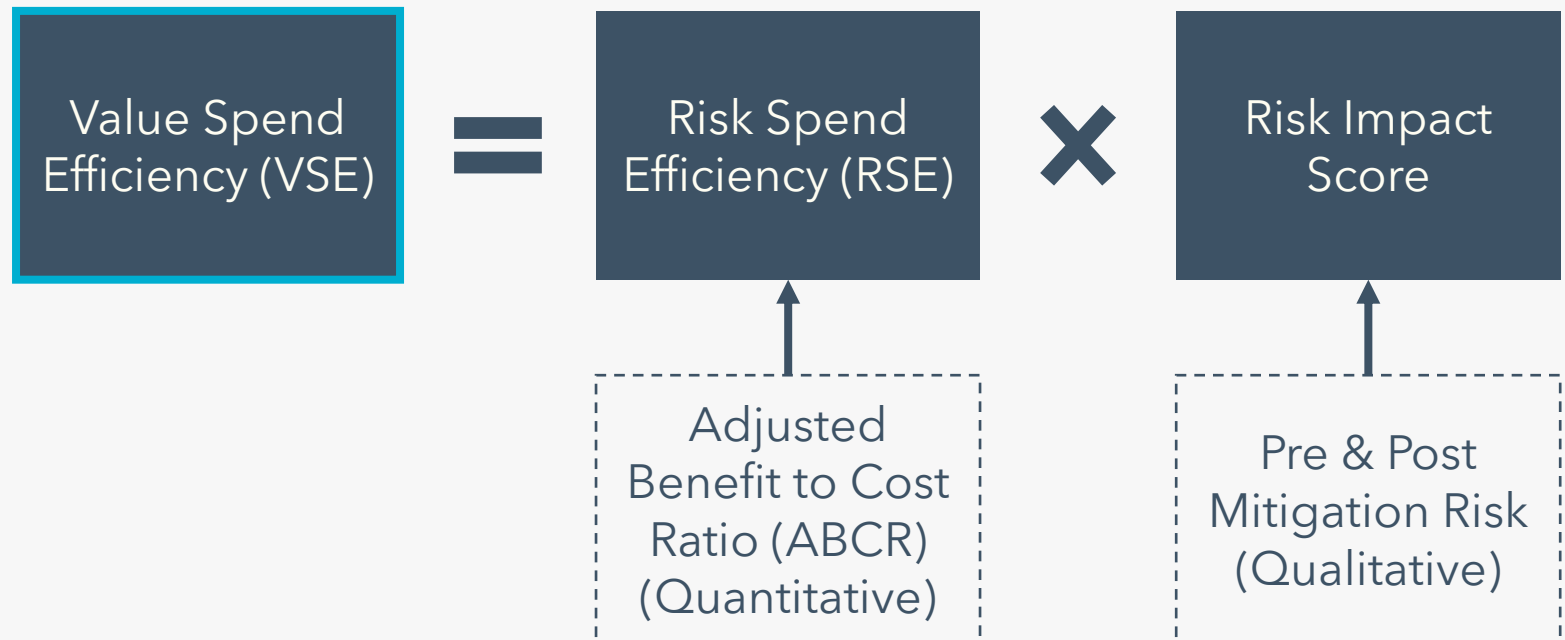 Value Spend
Efficiency (VSE)
=
Risk Spend
Efficiency (RSE)
×
Risk Impact
Score
Adjusted
Benefit to Cost
Ratio (ABCR)
(Quantitative)
Pre & Post
Mitigation Risk
(Qualitative)